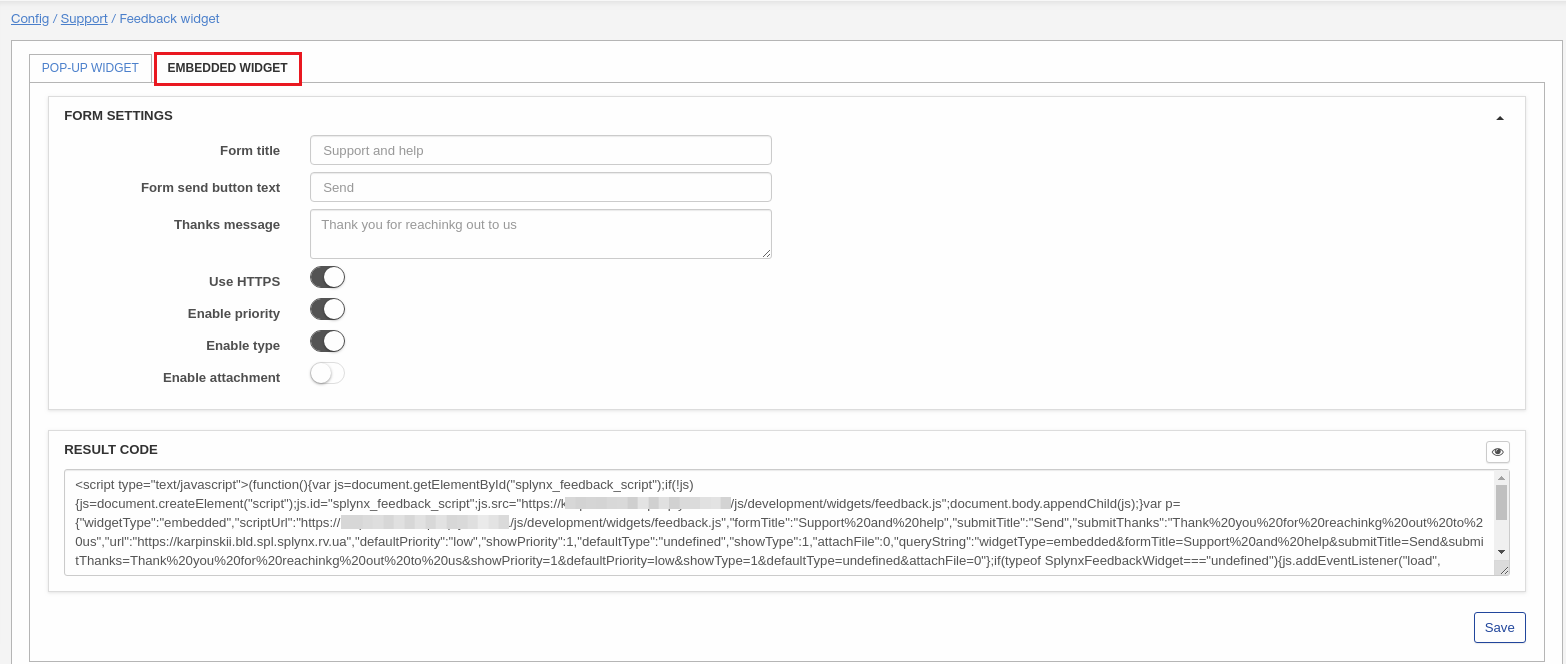 Config / Support / Feedback widget
POP-UP WIDGET
EMBEDDED WIDGET
FORM SETTINGS
Form title
Support and help
Form send button text
Send
Thanks message
Thank you for reachinkg out to us
Use HTTPS
Enable priority
Enable type
Enable attachment
RESULT CODE
<script type="text/javascript">(function(){var js=document.getElementById("splynx_feedback_script");if(!js)
{js=document.createElement("script");js.id="splynx_feedback_script";js.src="https:// /js/development/widgets/feedback.js";document.body.appendChild(js);}var p=
{"widgetType":"embedded","scriptUrl":"https:// /js/development/widgets/feedback.js","formTitle":"Support%20and%20help","submitTitle":"Send","submitThanks":"Thank%20you%20for%20reachinkg%20out%20to%20us","url":"https://karpinskii.bld.spl.splynx.rv.ua","defaultPriority":"low","showPriority":1,"defaultType":"undefined","showType":1,"attachFile":0,"queryString":"widgetType=embedded&formTitle=Support%20and%20help&submitTitle=Send&submi
tThanks=Thank%20you%20for%20reachinkg%20out%20to%20us&showPriority=1&defaultPriority=low&showType=1&defaultType=undefined&attachFile=0"};if(typeof SplynxFeedbackWidget==="undefined"){js.addEventListener("load",
Save